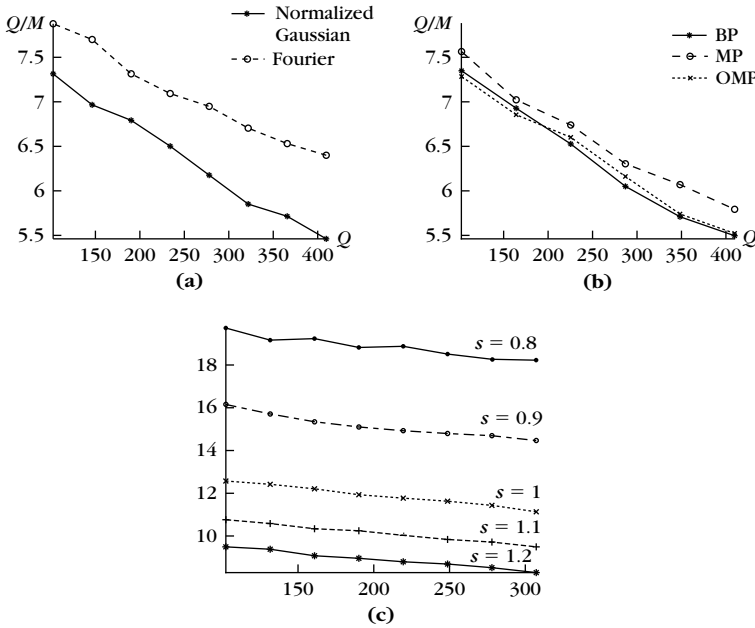 Q/M
7.5
7
6.5
6
5.5
150 200 250 300 350 400
Q
Normalized
Gaussian
Fourier
(a)
Q/M
7.5
7
6.5
6
5.5
150 200 250 300 350 400
Q
BP
MP
OMP
(b)
18
16
14
12
10
150 200 250 300
s = 0.8
s = 0.9
s = 1
s = 1.1
s = 1.2
(c)